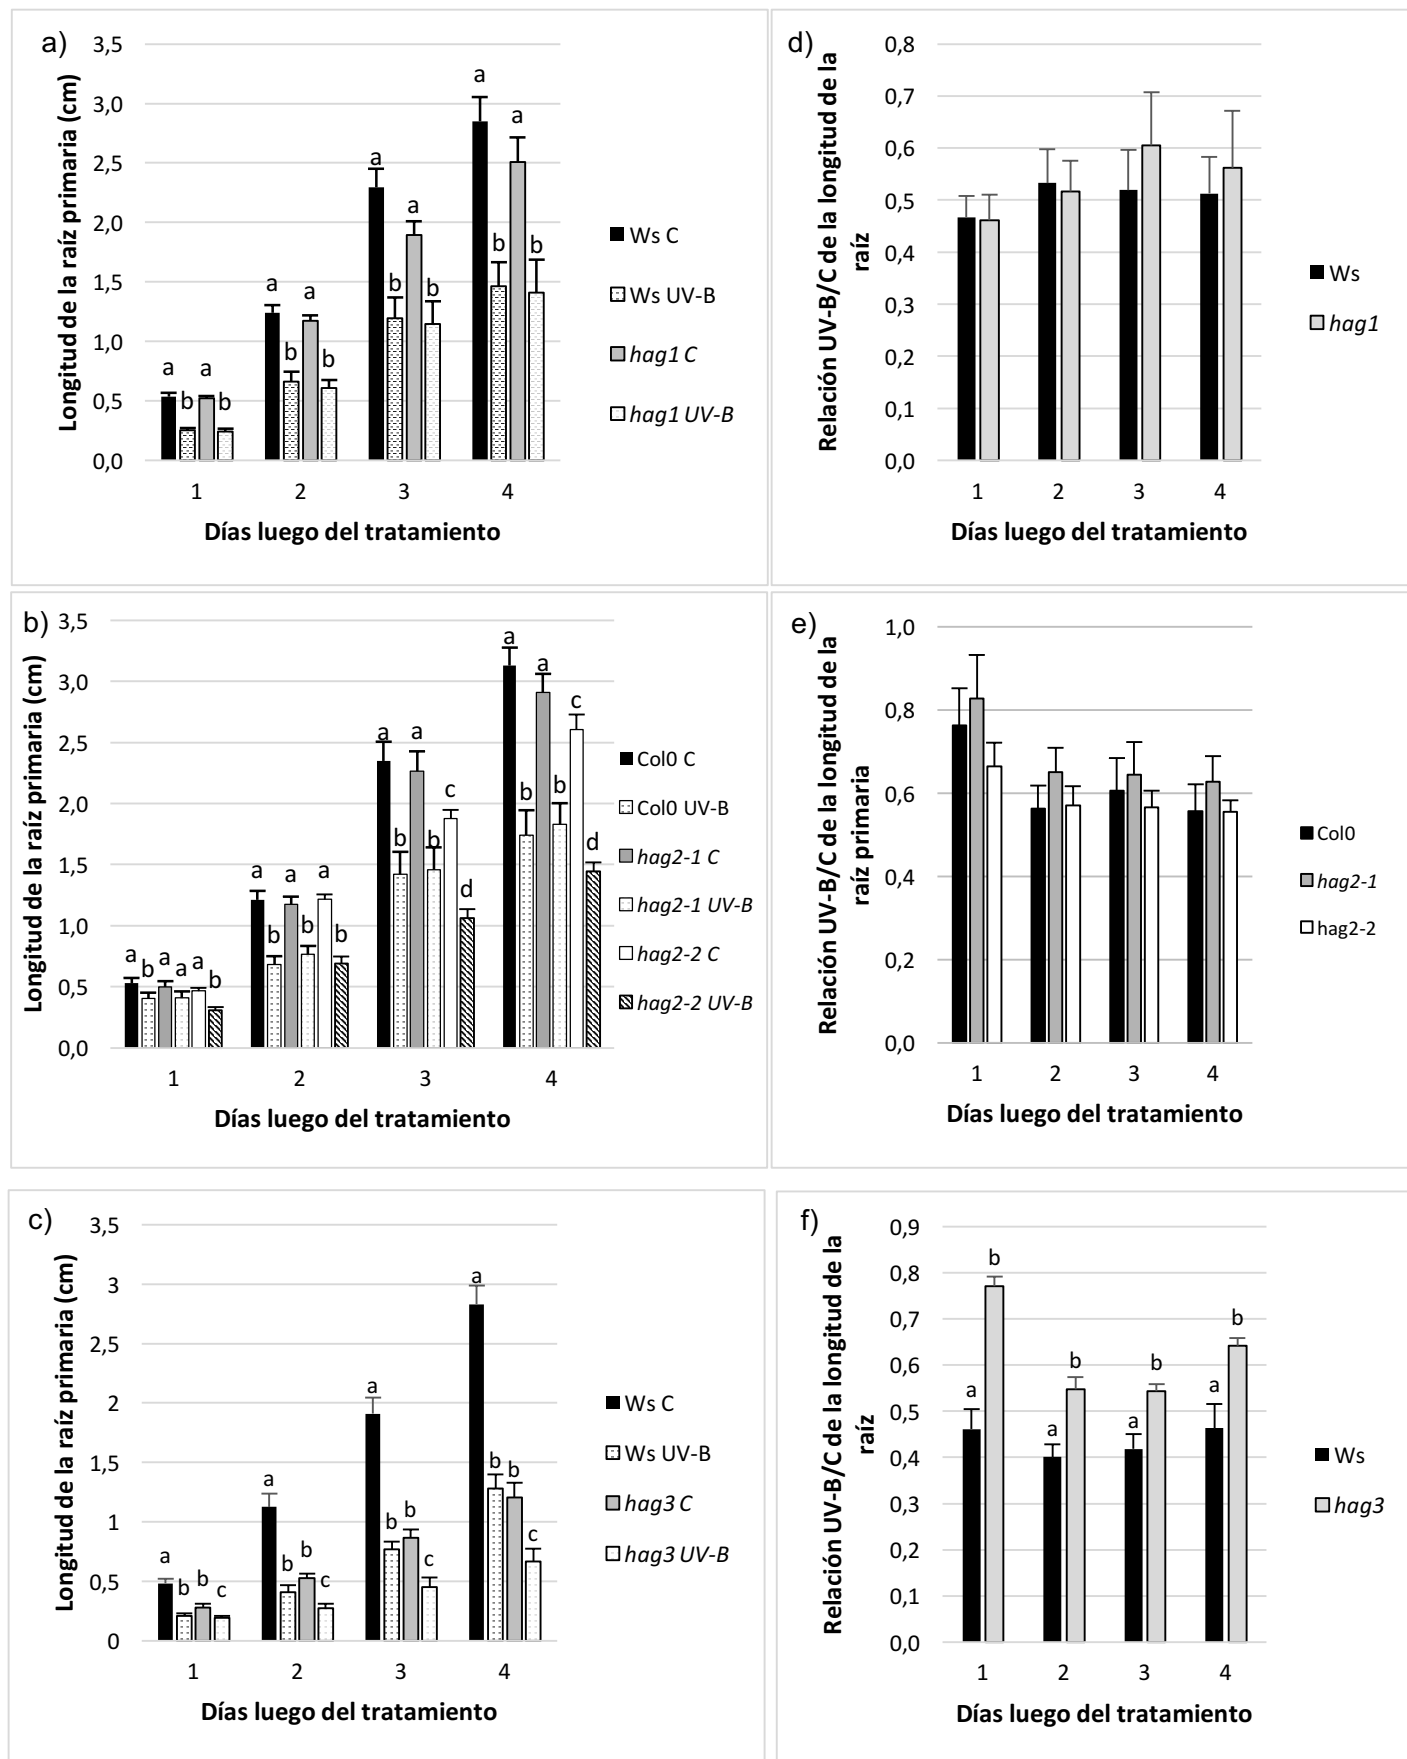 a)
Longitud de la raíz primaria (cm)
3,5
3,0
2,5
2,0
1,5
1,0
0,5
0,0
a b a b
a b a b
a b a b
a b a b
1 2 3 4
Días luego del tratamiento
Ws C
Ws UV-B
hag1 C
hag1 UV-B
d)
Relación UV-B/C de la longitud de la
raíz
0,8
0,7
0,6
0,5
0,4
0,3
0,2
0,1
0,0
1 2 3 4
Días luego del tratamiento
Ws
hag1
b)
Longitud de la raíz primaria (cm)
3,5
3,0
2,5
2,0
1,5
1,0
0,5
0,0
a b a a a b
a b a b a b
a b a b c d
a b a b c d
1 2 3 4
Días luego del tratamiento
Col0 C
Col0 UV-B
hag2-1 C
hag2-1 UV-B
hag2-2 C
hag2-2 UV-B
e)
Relación UV-B/C de la longitud de la
raíz primaria
1,0
0,8
0,6
0,4
0,2
0,0
1 2 3 4
Días luego del tratamiento
Col0
hag2-1
hag2-2
c)
Longitud de la raíz primaria (cm)
3,5
3
2,5
2
1,5
1
0,5
0
a b b c
a b b c
a b b c
a b b c
1 2 3 4
Días luego del tratamiento
Ws C
Ws UV-B
hag3 C
hag3 UV-B
f)
Relación UV-B/C de la longitud de la
raíz
0,9
0,8
0,7
0,6
0,5
0,4
0,3
0,2
0,1
0,0
a b
a b
a b
a b
1 2 3 4
Días luego del tratamiento
Ws
hag3